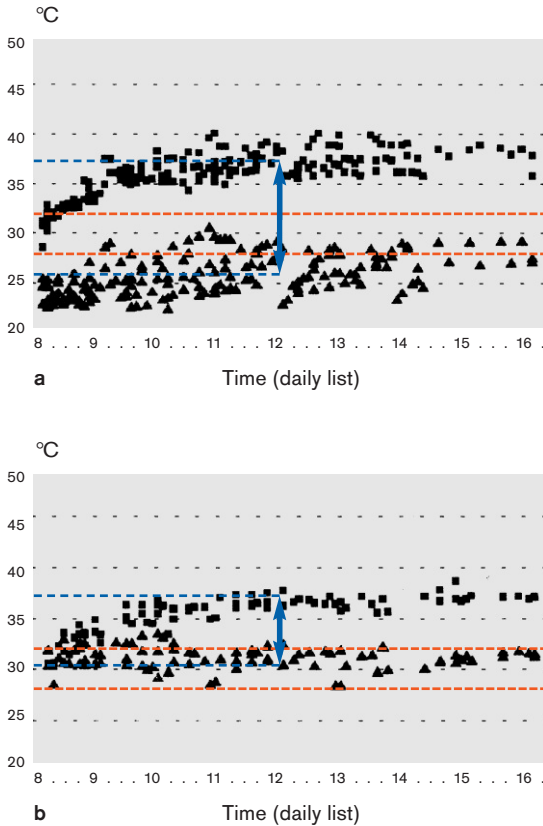 °C
50
45
40
35
30
25
20
8 . . . 9 . . . 10 . . . 11 . . . 12 . . . 13 . . . 14 . . . 15 . . . 16 .
a Time (daily list)
°C
50
45
40
35
30
25
20
8 . . . 9 . . . 10 . . . 11 . . . 12 . . . 13 . . . 14 . . . 15 . . . 16 .
b Time (daily list)